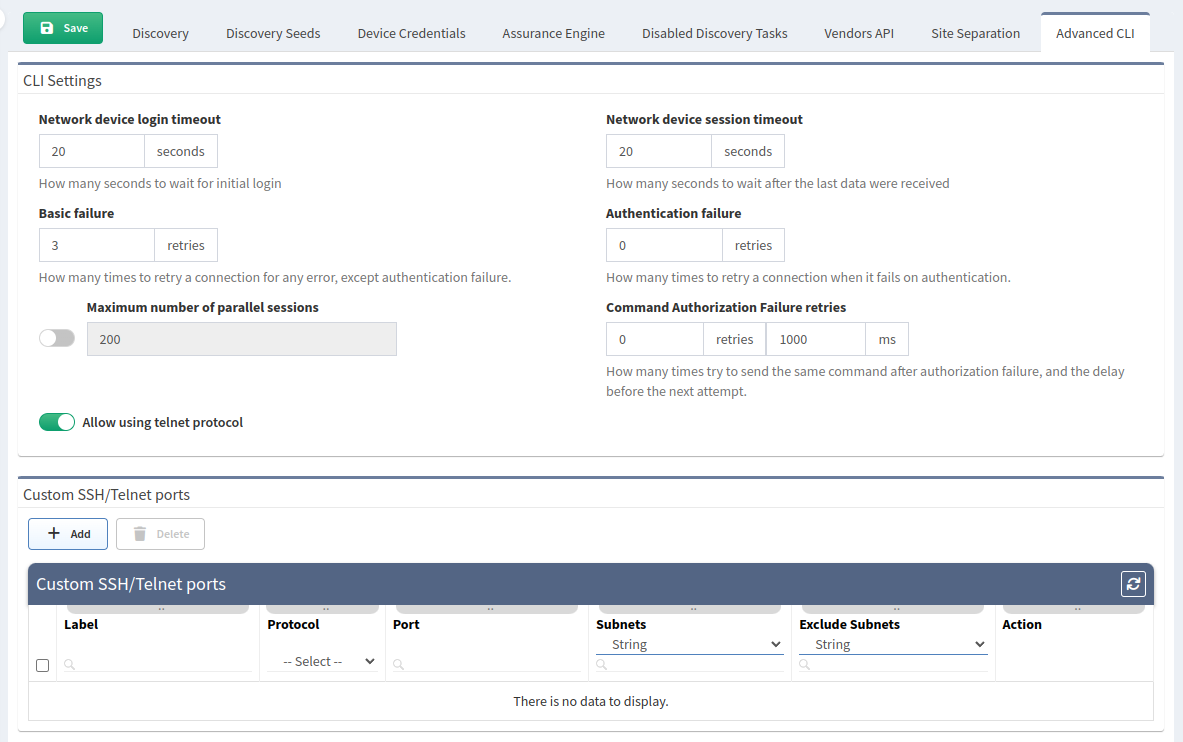 Save
Discovery
Discovery Seeds
Device Credentials
Assurance Engine
Disabled Discovery Tasks
Vendors API
Site Separation
Advanced CLI
CLI Settings
Network device login timeout
20 seconds
How many seconds to wait for initial login
Network device session timeout
20 seconds
How many seconds to wait after the last data were received
Basic failure
3 retries
How many times to retry a connection for any error, except authentication failure.
Authentication failure
0 retries
How many times to retry a connection when it fails on authentication.
Maximum number of parallel sessions
200
Command Authorization Failure retries
0 retries 1000 ms
How many times try to send the same command after authorization failure, and the delay
before the next attempt.
Allow using telnet protocol
Custom SSH/Telnet ports
Add
Delete
Custom SSH/Telnet ports
Label
Protocol
-- Select --
Port
Subnets
String
Exclude Subnets
String
Action
There is no data to display.